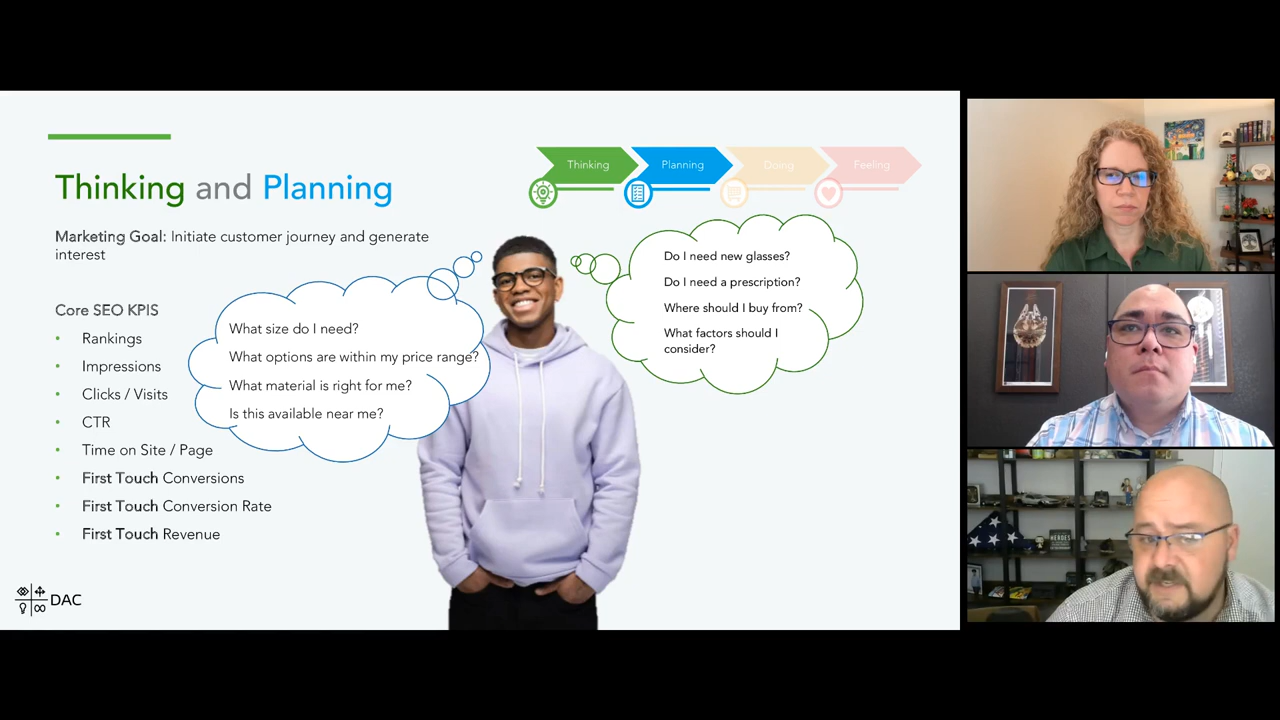 Thinking
Planning
Doing
Feeling
Thinking and Planning
Marketing Goal: Initiate customer journey and generate
interest
Core SEO KPIS
• Rankings
• Impressions
• Clicks / Visits
• CTR
• Time on Site / Page
• First Touch Conversions
• First Touch Conversion Rate
• First Touch Revenue
What size do I need?
What options are within my price range?
What material is right for me?
Is this available near me?
Do I need new glasses?
Do I need a prescription?
Where should I buy from?
What factors should I
consider?
DAC
HEROES